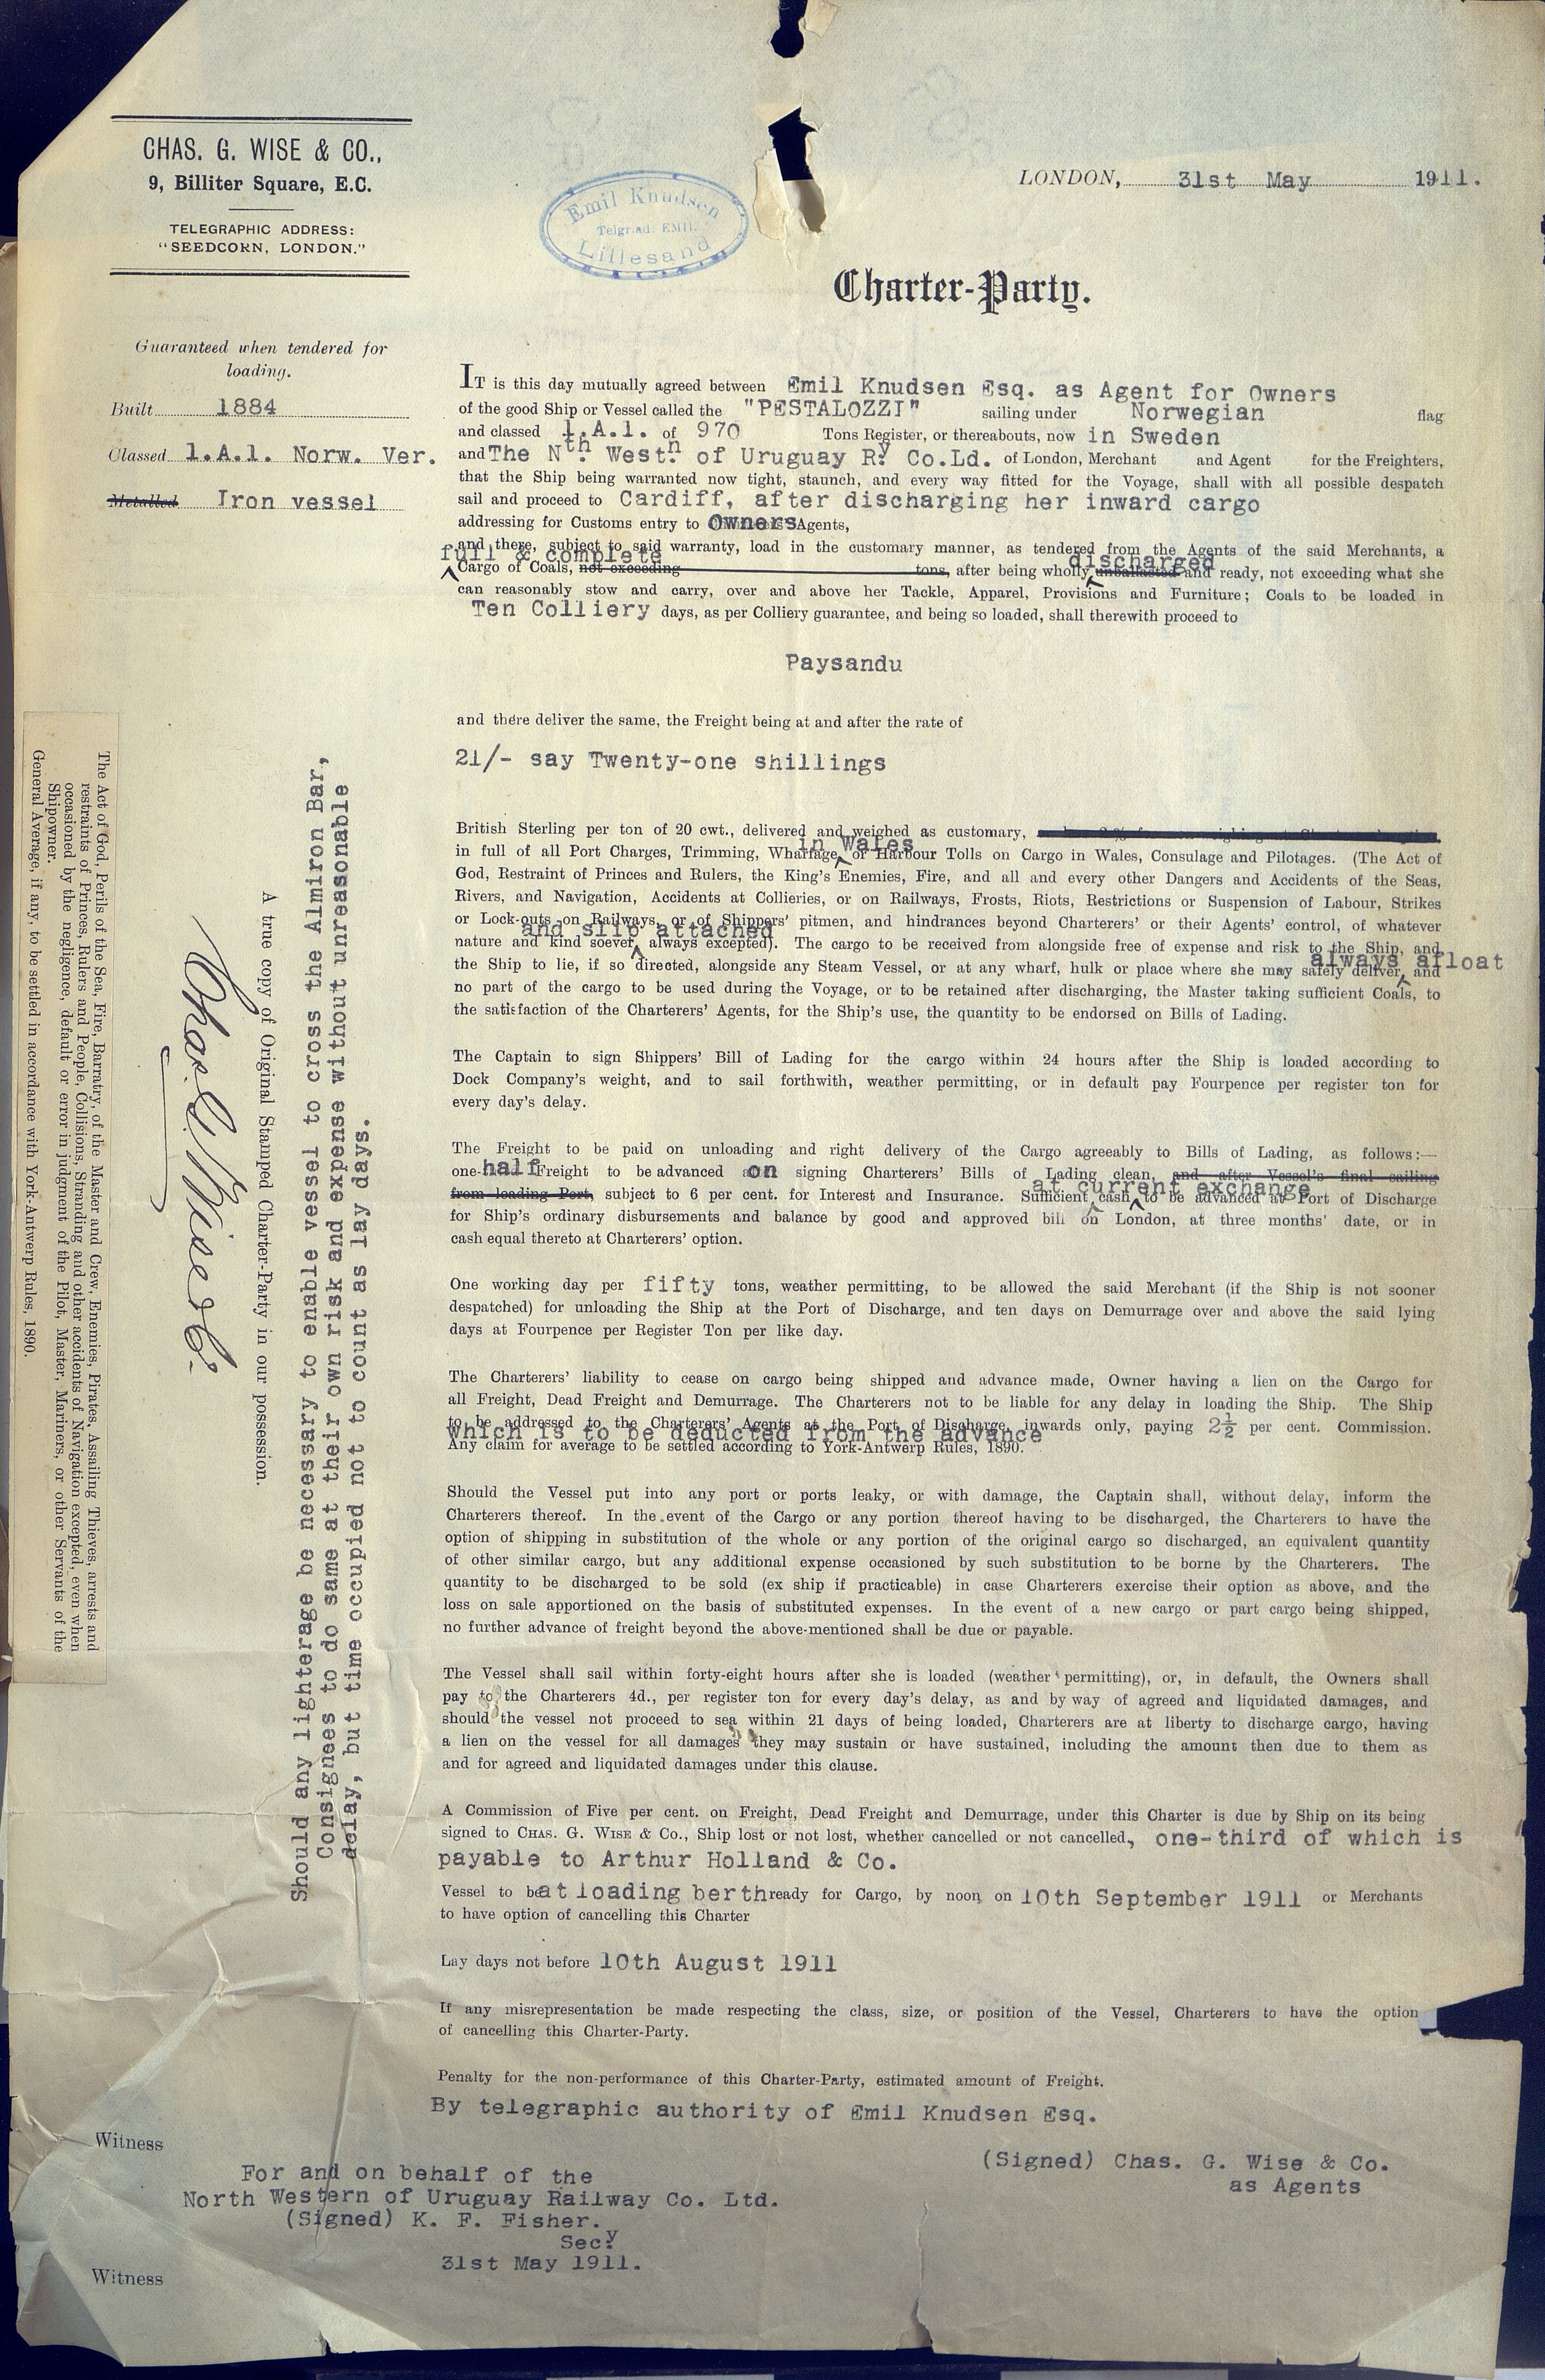 CHAS. G. WISE & CO.,
9, Billiter Square, E.C.
TELEGRAPHIC ADDRESS:
"SEEDCORN, LONDON."
Emil Knudsen
Telgr.ad: EMIL
Lillesand
LONDON, 31st May 1911.
Charter-Party.
Guaranteed when tendered for
loading.
Built 1884
Classed 1.A.1. Norw. Ver.
Metalled Iron vessel
IT is this day mutually agreed between Emil Knudsen Esq. as Agent for Owners
of the good Ship or Vessel called the "PESTALOZZI" sailing under Norwegian flag
and classed 1.A.1. of 970 Tons Register, or thereabouts, now in Sweden
and The Nth. Westn. of Uruguay Ry. Co.Ld. of London, Merchant and Agent for the Freighters,
that the Ship being warranted now tight, staunch, and every way fitted for the Voyage, shall with all possible despatch
sail and proceed to Cardiff, after discharging her inward cargo
addressing for Customs entry to Owners Agents,
and there, subject to said warranty, load in the customary manner, as tendered from the Agents of the said Merchants, a
full & complete discharged
Cargo of Coals, not exceeding tons, after being wholly unballasted and ready, not exceeding what she
can reasonably stow and carry, over and above her Tackle, Apparel, Provisions and Furniture; Coals to be loaded in
Ten Colliery days, as per Colliery guarantee, and being so loaded, shall therewith proceed to
Paysandu
and there deliver the same, the Freight being at and after the rate of
21/- say Twenty-one shillings
British Sterling per ton of 20 cwt., delivered and weighed as customary,
in Wales
in full of all Port Charges, Trimming, Wharfage or Harbour Tolls on Cargo in Wales, Consulage and Pilotages. (The Act of
God, Restraint of Princes and Rulers, the King's Enemies, Fire, and all and every other Dangers and Accidents of the Seas,
Rivers, and Navigation, Accidents at Collieries, or on Railways, Frosts, Riots, Restrictions or Suspension of Labour, Strikes
or Lock-outs on Railways, or of Shippers' pitmen, and hindrances beyond Charterers' or their Agents' control, of whatever
and slip attached
nature and kind soever, always excepted). The cargo to be received from alongside free of expense and risk to the Ship, and
always afloat
the Ship to lie, if so directed, alongside any Steam Vessel, or at any wharf, hulk or place where she may safely deliver, and
no part of the cargo to be used during the Voyage, or to be retained after discharging, the Master taking sufficient Coals, to
the satisfaction of the Charterers' Agents, for the Ship's use, the quantity to be endorsed on Bills of Lading.
The Captain to sign Shippers' Bill of Lading for the cargo within 24 hours after the Ship is loaded according to
Dock Company's weight, and to sail forthwith, weather permitting, or in default pay Fourpence per register ton for
every day's delay.
The Freight to be paid on unloading and right delivery of the Cargo agreeably to Bills of Lading, as follows:—
one-half Freight to be advanced on signing Charterers' Bills of Lading clean, and after Vessel's final sailing
at current exchange
from loading Port, subject to 6 per cent. for Interest and Insurance. Sufficient cash to be advanced at Port of Discharge
for Ship's ordinary disbursements and balance by good and approved bill on London, at three months' date, or in
cash equal thereto at Charterers' option.
One working day per fifty tons, weather permitting, to be allowed the said Merchant (if the Ship is not sooner
despatched) for unloading the Ship at the Port of Discharge, and ten days on Demurrage over and above the said lying
days at Fourpence per Register Ton per like day.
The Charterers' liability to cease on cargo being shipped and advance made, Owner having a lien on the Cargo for
all Freight, Dead Freight and Demurrage. The Charterers not to be liable for any delay in loading the Ship. The Ship
to be addressed to the Charterers' Agents at the Port of Discharge, inwards only, paying 2½ per cent. Commission.
which is to be deducted from the advance
Any claim for average to be settled according to York-Antwerp Rules, 1890.
Should the Vessel put into any port or ports leaky, or with damage, the Captain shall, without delay, inform the
Charterers thereof. In the event of the Cargo or any portion thereof having to be discharged, the Charterers to have the
option of shipping in substitution of the whole or any portion of the original cargo so discharged, an equivalent quantity
of other similar cargo, but any additional expense occasioned by such substitution to be borne by the Charterers. The
quantity to be discharged to be sold (ex ship if practicable) in case Charterers exercise their option as above, and the
loss on sale apportioned on the basis of substituted expenses. In the event of a new cargo or part cargo being shipped,
no further advance of freight beyond the above-mentioned shall be due or payable.
The Vessel shall sail within forty-eight hours after she is loaded (weather permitting), or, in default, the Owners shall
pay to the Charterers 4d., per register ton for every day's delay, as and by way of agreed and liquidated damages, and
should the vessel not proceed to sea within 21 days of being loaded, Charterers are at liberty to discharge cargo, having
a lien on the vessel for all damages they may sustain or have sustained, including the amount then due to them as
and for agreed and liquidated damages under this clause.
A Commission of Five per cent. on Freight, Dead Freight and Demurrage, under this Charter is due by Ship on its being
signed to CHAS. G. WISE & CO., Ship lost or not lost, whether cancelled or not cancelled, one-third of which is
payable to Arthur Holland & Co.
Vessel to be at loading berth ready for Cargo, by noon on 10th September 1911 or Merchants
to have option of cancelling this Charter
Lay days not before 10th August 1911
If any misrepresentation be made respecting the class, size, or position of the Vessel, Charterers to have the option
of cancelling this Charter-Party.
Penalty for the non-performance of this Charter-Party, estimated amount of Freight.
By telegraphic authority of Emil Knudsen Esq.
(Signed) Chas. G. Wise & Co.
as Agents
Witness
For and on behalf of the
North Western of Uruguay Railway Co. Ltd.
(Signed) K. F. Fisher.
Secy.
31st May 1911.
Witness
Should any lighterage be necessary to enable vessel to cross the Almiron Bar,
Consignees to do same at their own risk and expense without unreasonable
delay, but time occupied not to count as lay days.
A true copy of Original Stamped Charter-Party in our possession.
Chas. G. Wise & Co.
The Act of God, Perils of the Sea, Fire, Barratry, of the Master and Crew, Enemies, Pirates, Assailing Thieves, arrests and
restraints of Princes, Rulers and People, Collisions, Stranding and other accidents of Navigation excepted, even when
occasioned by the negligence, default or error in judgment of the Pilot, Master, Mariners, or other Servants of the
Shipowner.
General Average, if any, to be settled in accordance with York-Antwerp Rules, 1890.